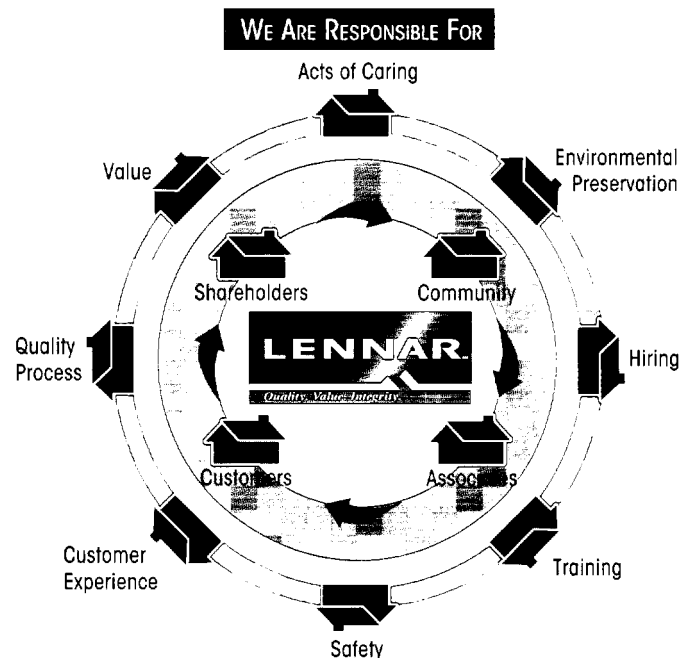 WE ARE RESPONSIBLE FOR
Acts of Caring
Value
Environmental
Preservation
Shareholders
Community
Quality
Process
LENNAR
Hiring
Quality, Value, Integrity
Customers
Associates
Customer
Experience
Training
Safety